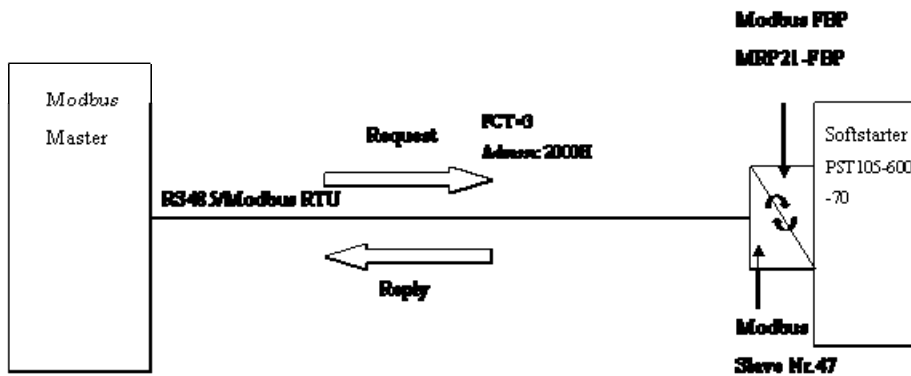 Modbus FBP
MRP21-FBP
Modbus
Master
Request
FCT=3
Adresse: 2000H
Softstarter
PST105-600
-70
RS485/Modbus RTU
Reply
Modbus
Slave Nr.47